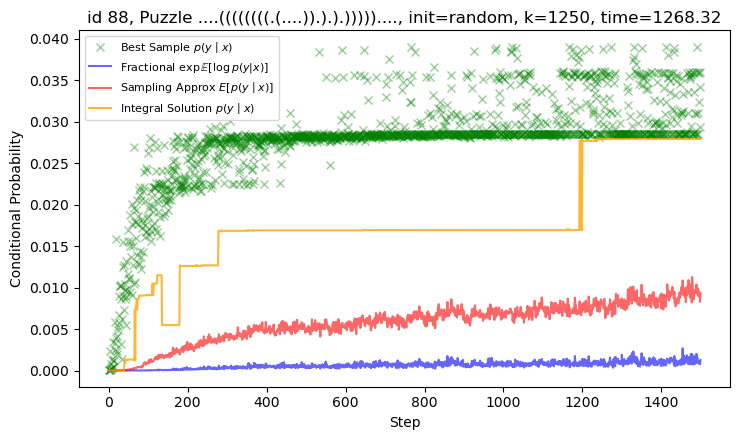 id 88, Puzzle ....((((((((.(....)).).).)))))...., init=random, k=1250, time=1268.32
Conditional Probability
0.040
0.035
0.030
0.025
0.020
0.015
0.010
0.005
0.000
Best Sample p(y | x)
Fractional exp𝔼[log p(y|x)]
Sampling Approx E[p(y | x)]
Integral Solution p(y | x)
0
200
400
600
800
1000
1200
1400
Step